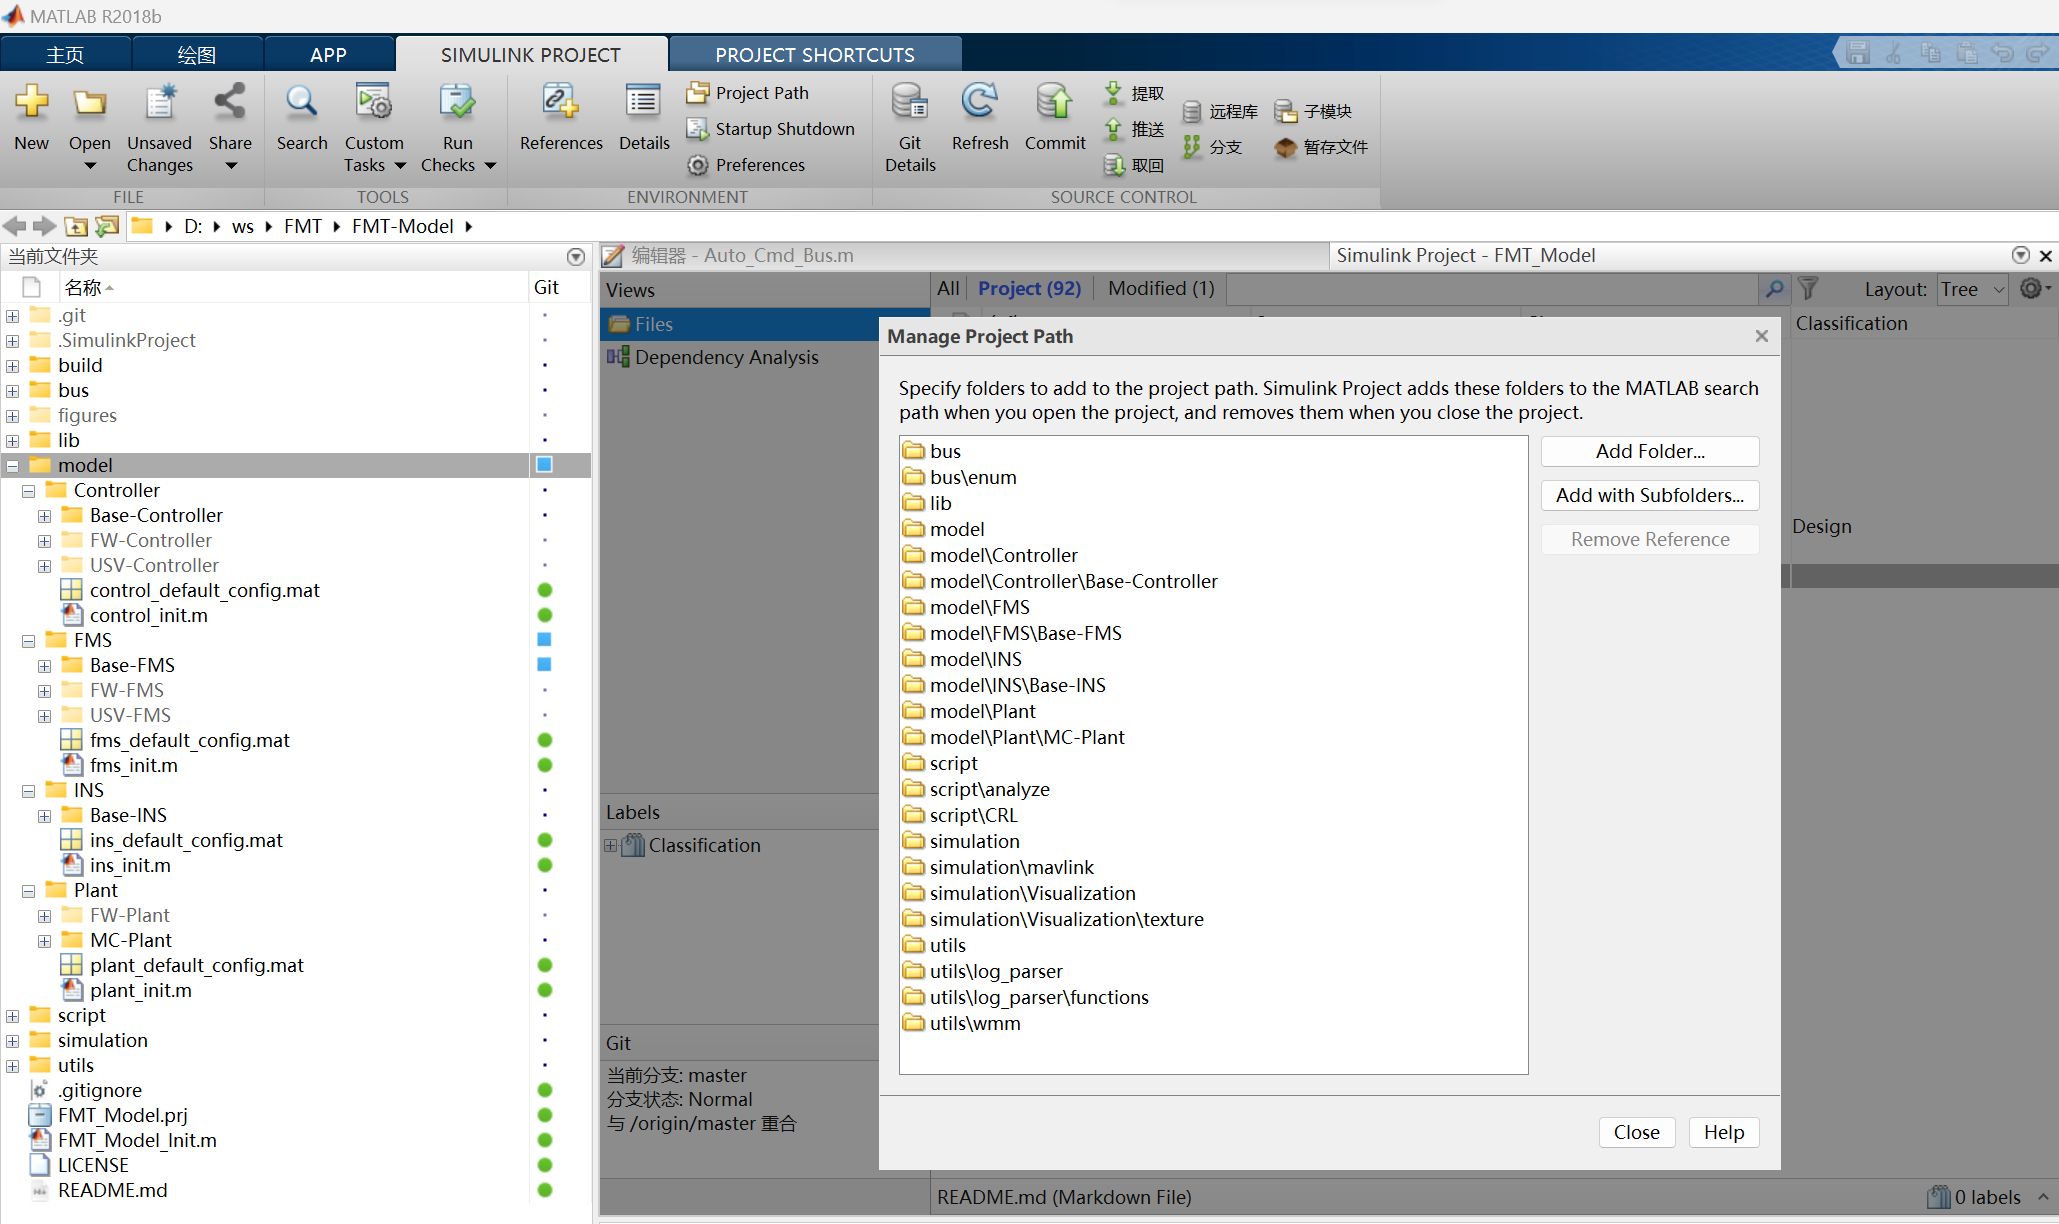 MATLAB R2018b
主页
绘图
APP
SIMULINK PROJECT
PROJECT SHORTCUTS
New
Open
Unsaved Changes
Share
Search
Custom Tasks
Run Checks
References
Details
Project Path
Startup Shutdown
Preferences
Git Details
Refresh
Commit
提取
推送
取回
远程库
分支
子模块
暂存文件
FILE
TOOLS
ENVIRONMENT
SOURCE CONTROL
D:
ws
FMT
FMT-Model
当前文件夹
名称
Git
.git
.SimulinkProject
build
bus
figures
lib
model
Controller
Base-Controller
FW-Controller
USV-Controller
control_default_config.mat
control_init.m
FMS
Base-FMS
FW-FMS
USV-FMS
fms_default_config.mat
fms_init.m
INS
Base-INS
ins_default_config.mat
ins_init.m
Plant
FW-Plant
MC-Plant
plant_default_config.mat
plant_init.m
script
simulation
utils
.gitignore
FMT_Model.prj
FMT_Model_Init.m
LICENSE
README.md
编辑器 - Auto_Cmd_Bus.m
Simulink Project - FMT_Model
Views
Files
Dependency Analysis
All
Project (92)
Modified (1)
Layout:
Tree
Classification
Design
Labels
Classification
Git
当前分支: master
分支状态: Normal
与 /origin/master 重合
README.md (Markdown File)
0 labels
Manage Project Path
Specify folders to add to the project path. Simulink Project adds these folders to the MATLAB search
path when you open the project, and removes them when you close the project.
bus
bus\enum
lib
model
model\Controller
model\Controller\Base-Controller
model\FMS
model\FMS\Base-FMS
model\INS
model\INS\Base-INS
model\Plant
model\Plant\MC-Plant
script
script\analyze
script\CRL
simulation
simulation\mavlink
simulation\Visualization
simulation\Visualization\texture
utils
utils\log_parser
utils\log_parser\functions
utils\wmm
Add Folder...
Add with Subfolders...
Remove Reference
Close
Help